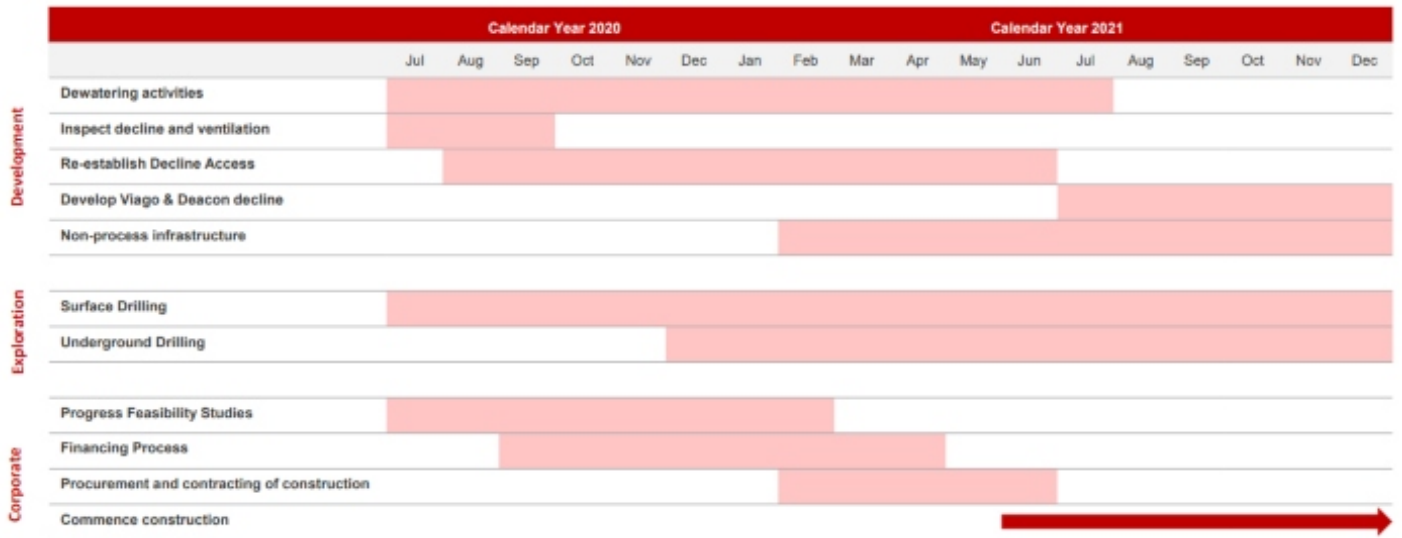 Calendar Year 2020 Calendar Year 2021
Jul Aug Sep Oct Nov Dec Jan Feb Mar Apr May Jun Jul Aug Sep Oct Nov Dec
Development
Dewatering activities
Inspect decline and ventilation
Re-establish Decline Access
Develop Viago & Deacon decline
Non-process infrastructure
Exploration
Surface Drilling
Underground Drilling
Corporate
Progress Feasibility Studies
Financing Process
Procurement and contracting of construction
Commence construction